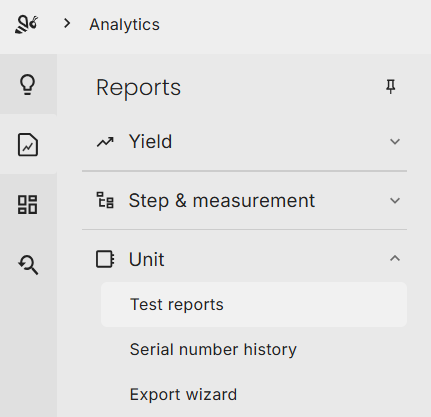 Analytics
Reports
Yield
Step & measurement
Unit
Test reports
Serial number history
Export wizard